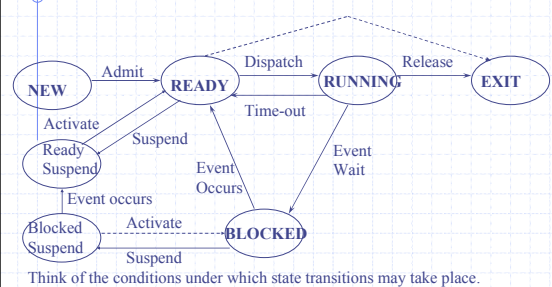 Admit
Dispatch
Release
NEW
READY
RUNNING
EXIT
Time-out
Activate
Suspend
Ready
Suspend
Event
Occurs
Event
Wait
Event occurs
Blocked
Suspend
Activate
BLOCKED
Suspend
Think of the conditions under which state transitions may take place.